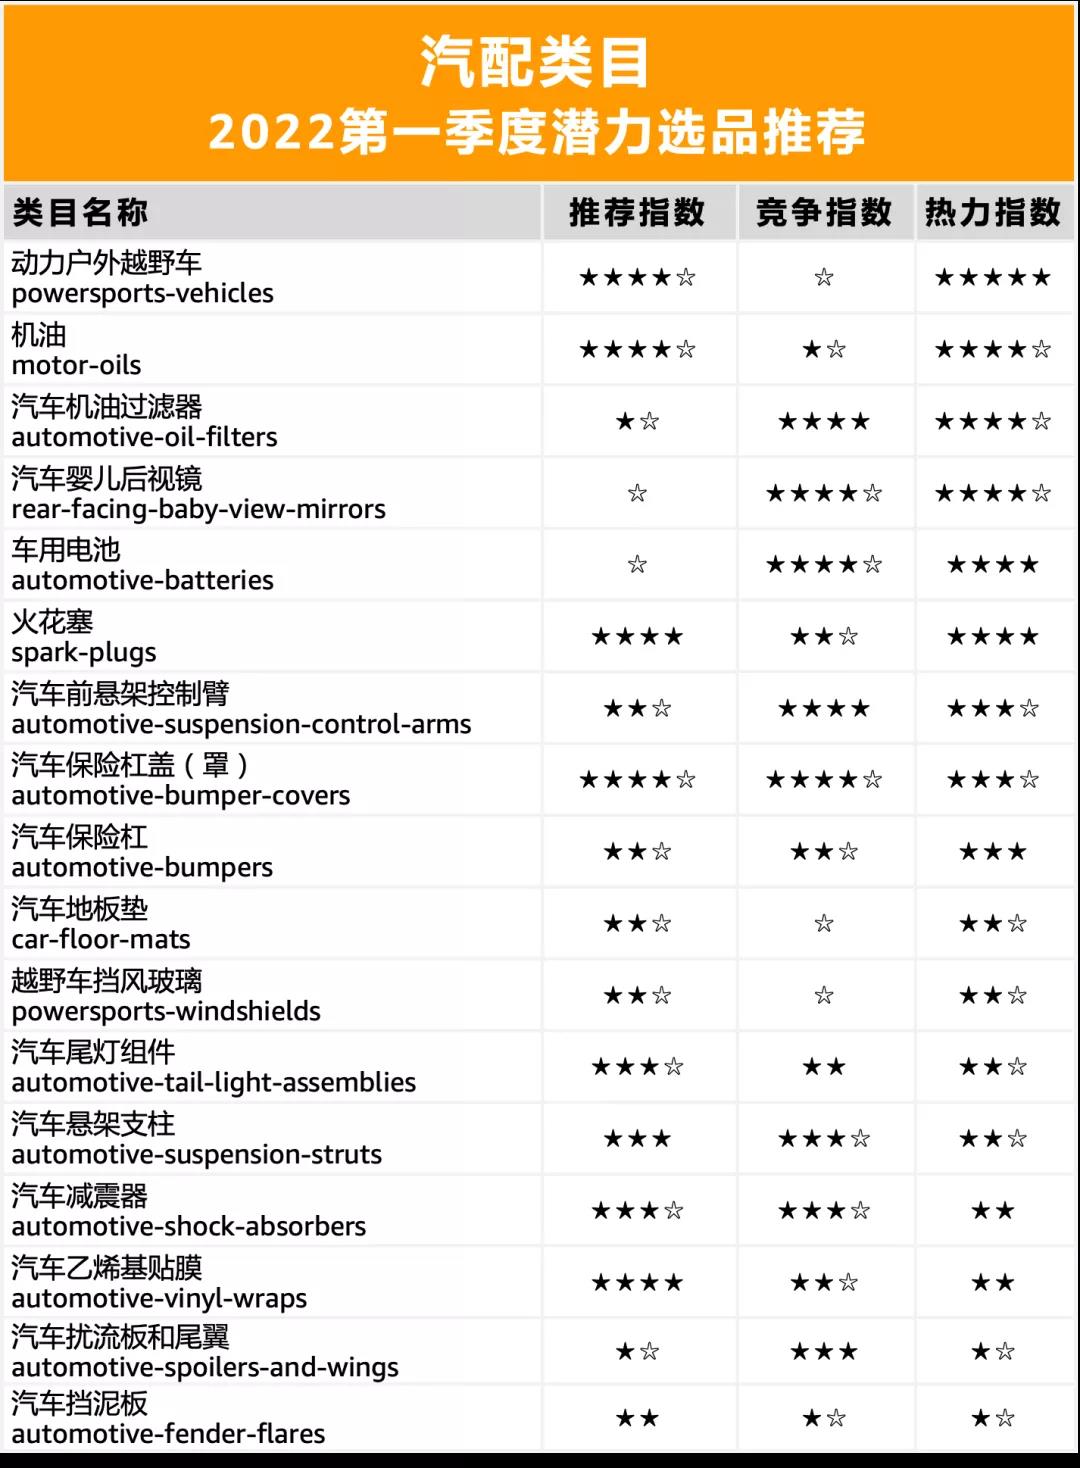 汽配类目
2022第一季度潜力选品推荐
类目名称 推荐指数 竞争指数 热力指数
动力户外越野车
powersports-vehicles ★★★★☆ ☆ ★★★★★
机油
motor-oils ★★★★☆ ★☆ ★★★★☆
汽车机油过滤器
automotive-oil-filters ★☆ ★★★★ ★★★★☆
汽车婴儿后视镜
rear-facing-baby-view-mirrors ☆ ★★★★☆ ★★★★☆
车用电池
automotive-batteries ☆ ★★★★☆ ★★★★
火花塞
spark-plugs ★★★★ ★★☆ ★★★★
汽车前悬架控制臂
automotive-suspension-control-arms ★★☆ ★★★★ ★★★☆
汽车保险杠盖（罩）
automotive-bumper-covers ★★★★☆ ★★★★☆ ★★★☆
汽车保险杠
automotive-bumpers ★★☆ ★★☆ ★★★
汽车地板垫
car-floor-mats ★★☆ ☆ ★★☆
越野车挡风玻璃
powersports-windshields ★★☆ ☆ ★★☆
汽车尾灯组件
automotive-tail-light-assemblies ★★★☆ ★★ ★★☆
汽车悬架支柱
automotive-suspension-struts ★★★ ★★★☆ ★★☆
汽车减震器
automotive-shock-absorbers ★★★☆ ★★★☆ ★★
汽车乙烯基贴膜
automotive-vinyl-wraps ★★★★ ★★☆ ★★
汽车扰流板和尾翼
automotive-spoilers-and-wings ★☆ ★★★ ★☆
汽车挡泥板
automotive-fender-flares ★★ ★☆ ★☆